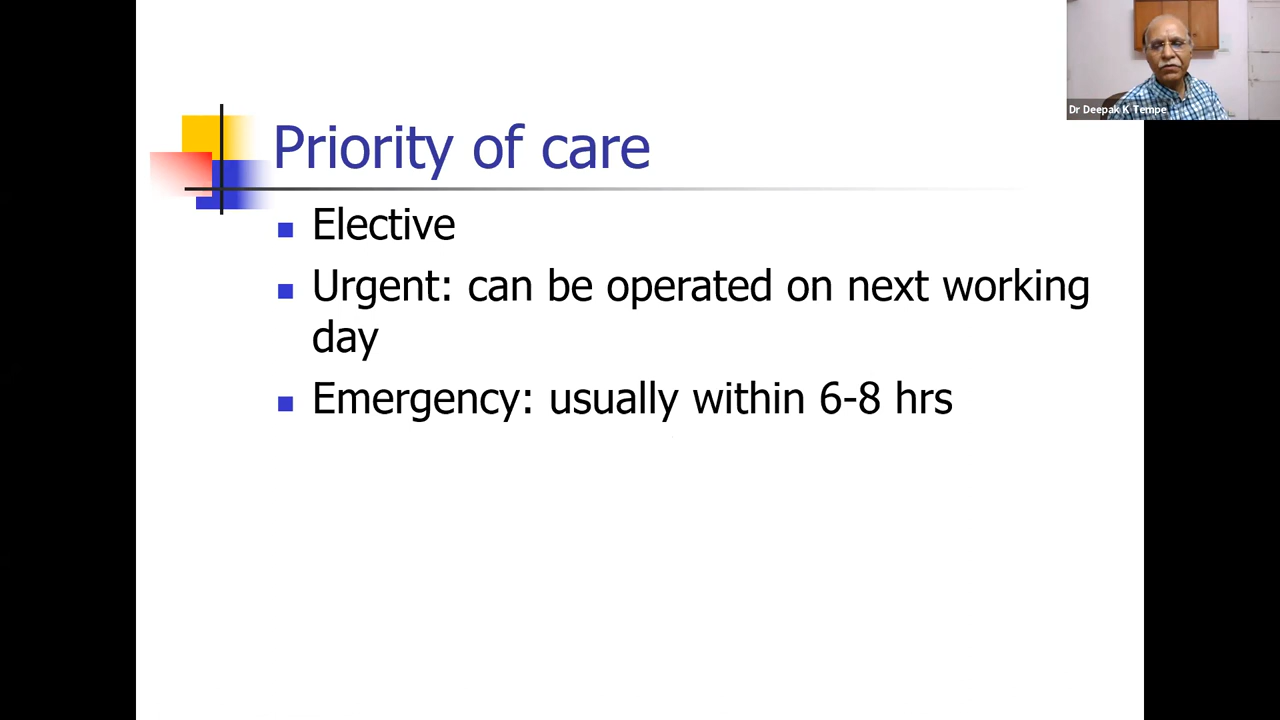 Dr Deepak K Tempe
Priority of care
Elective
Urgent: can be operated on next working
day
Emergency: usually within 6-8 hrs